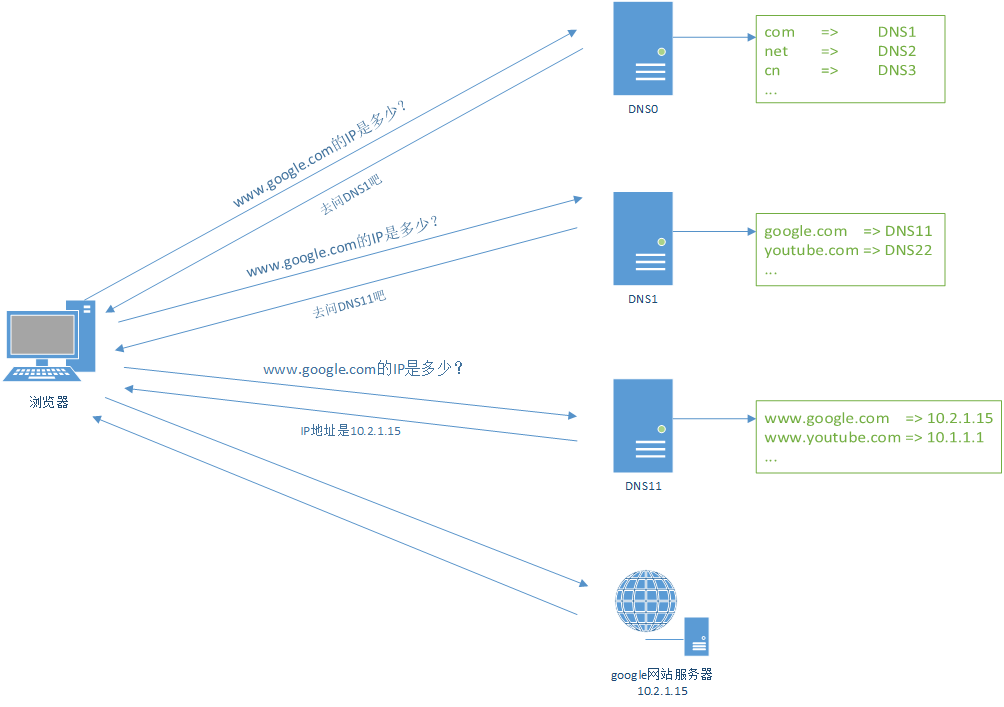 com => DNS1
net => DNS2
cn => DNS3
...
DNS0
www.google.com的IP是多少？
去问DNS1吧
google.com => DNS11
youtube.com => DNS22
...
DNS1
www.google.com的IP是多少？
去问DNS11吧
www.google.com的IP是多少？
浏览器
IP地址是10.2.1.15
www.google.com => 10.2.1.15
www.youtube.com => 10.1.1.1
...
DNS11
google网站服务器
10.2.1.15